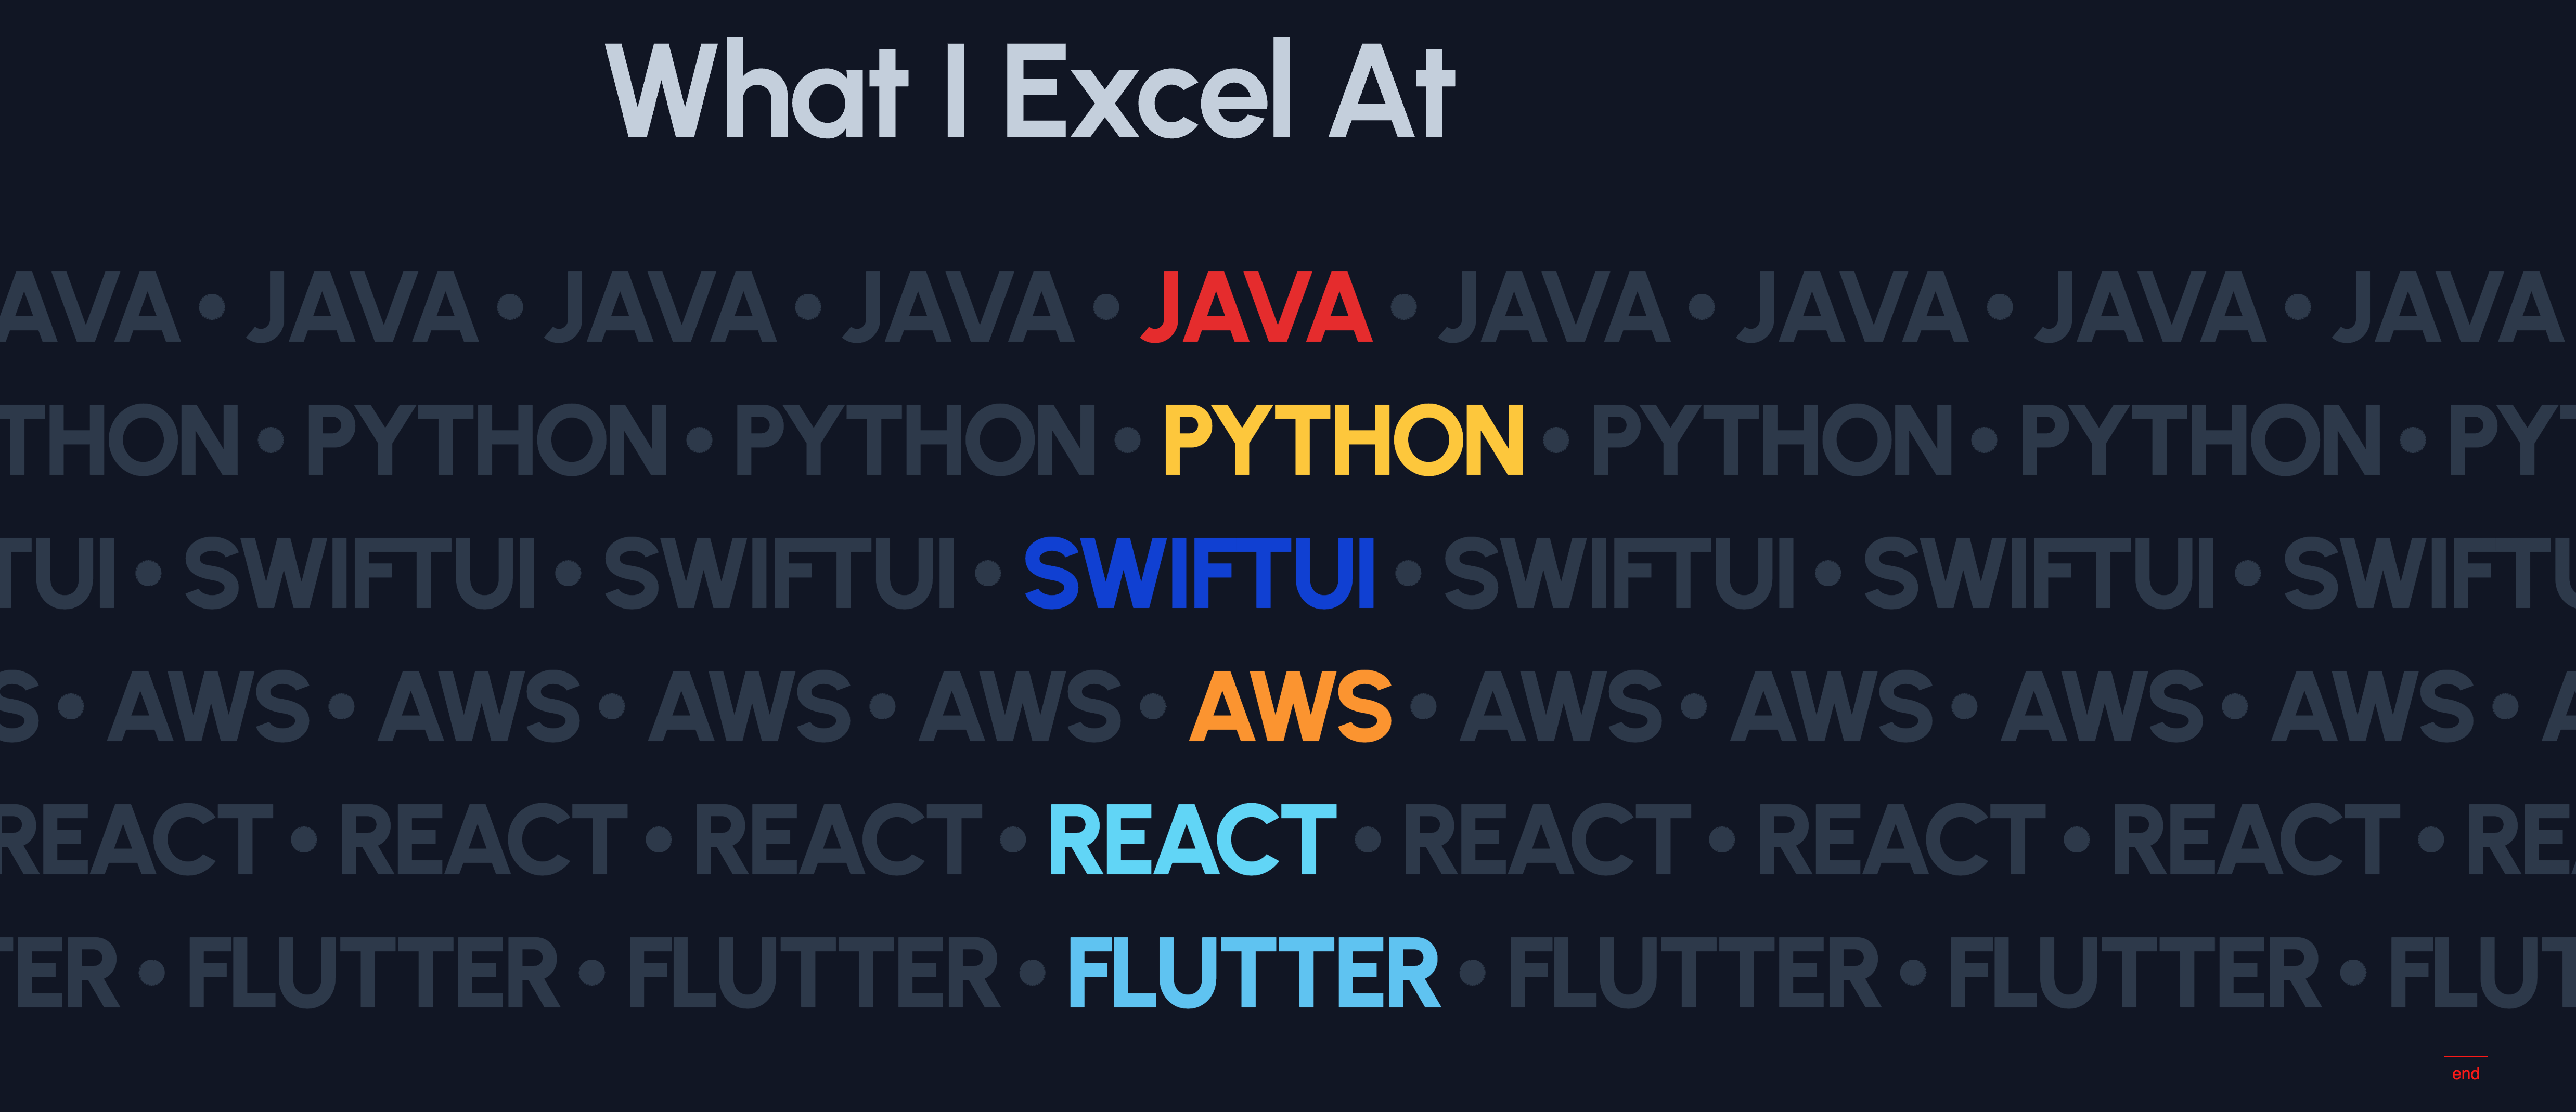 What I Excel At
AVA • JAVA • JAVA • JAVA • JAVA • JAVA • JAVA • JAVA • JAVA
THON • PYTHON • PYTHON • PYTHON • PYTHON • PYTHON • PYT
TUI • SWIFTUI • SWIFTUI • SWIFTUI • SWIFTUI • SWIFTUI • SWIFTU
S • AWS • AWS • AWS • AWS • AWS • AWS • AWS • AWS • AWS • A
REACT • REACT • REACT • REACT • REACT • REACT • REACT • RE
TER • FLUTTER • FLUTTER • FLUTTER • FLUTTER • FLUTTER • FLUT
end